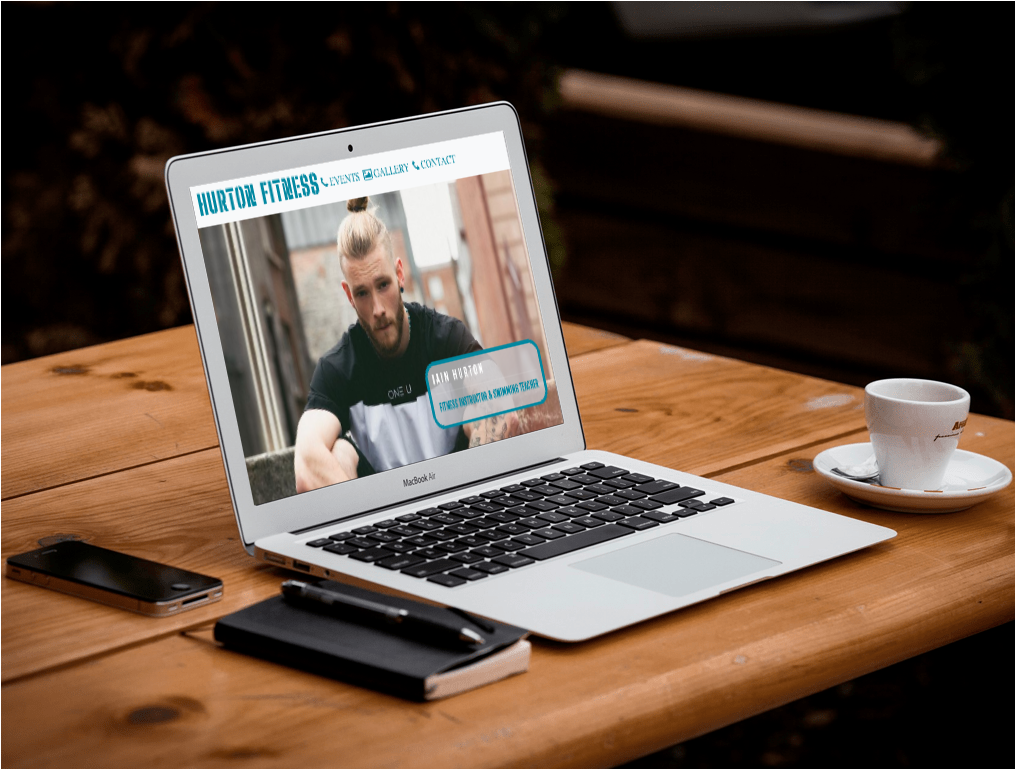 HURTON FITNESS EVENTS GALLERY CONTACT
ONE U
IAIN HURTON
FITNESS INSTRUCTOR & SWIMMING TEACHER
MacBook Air